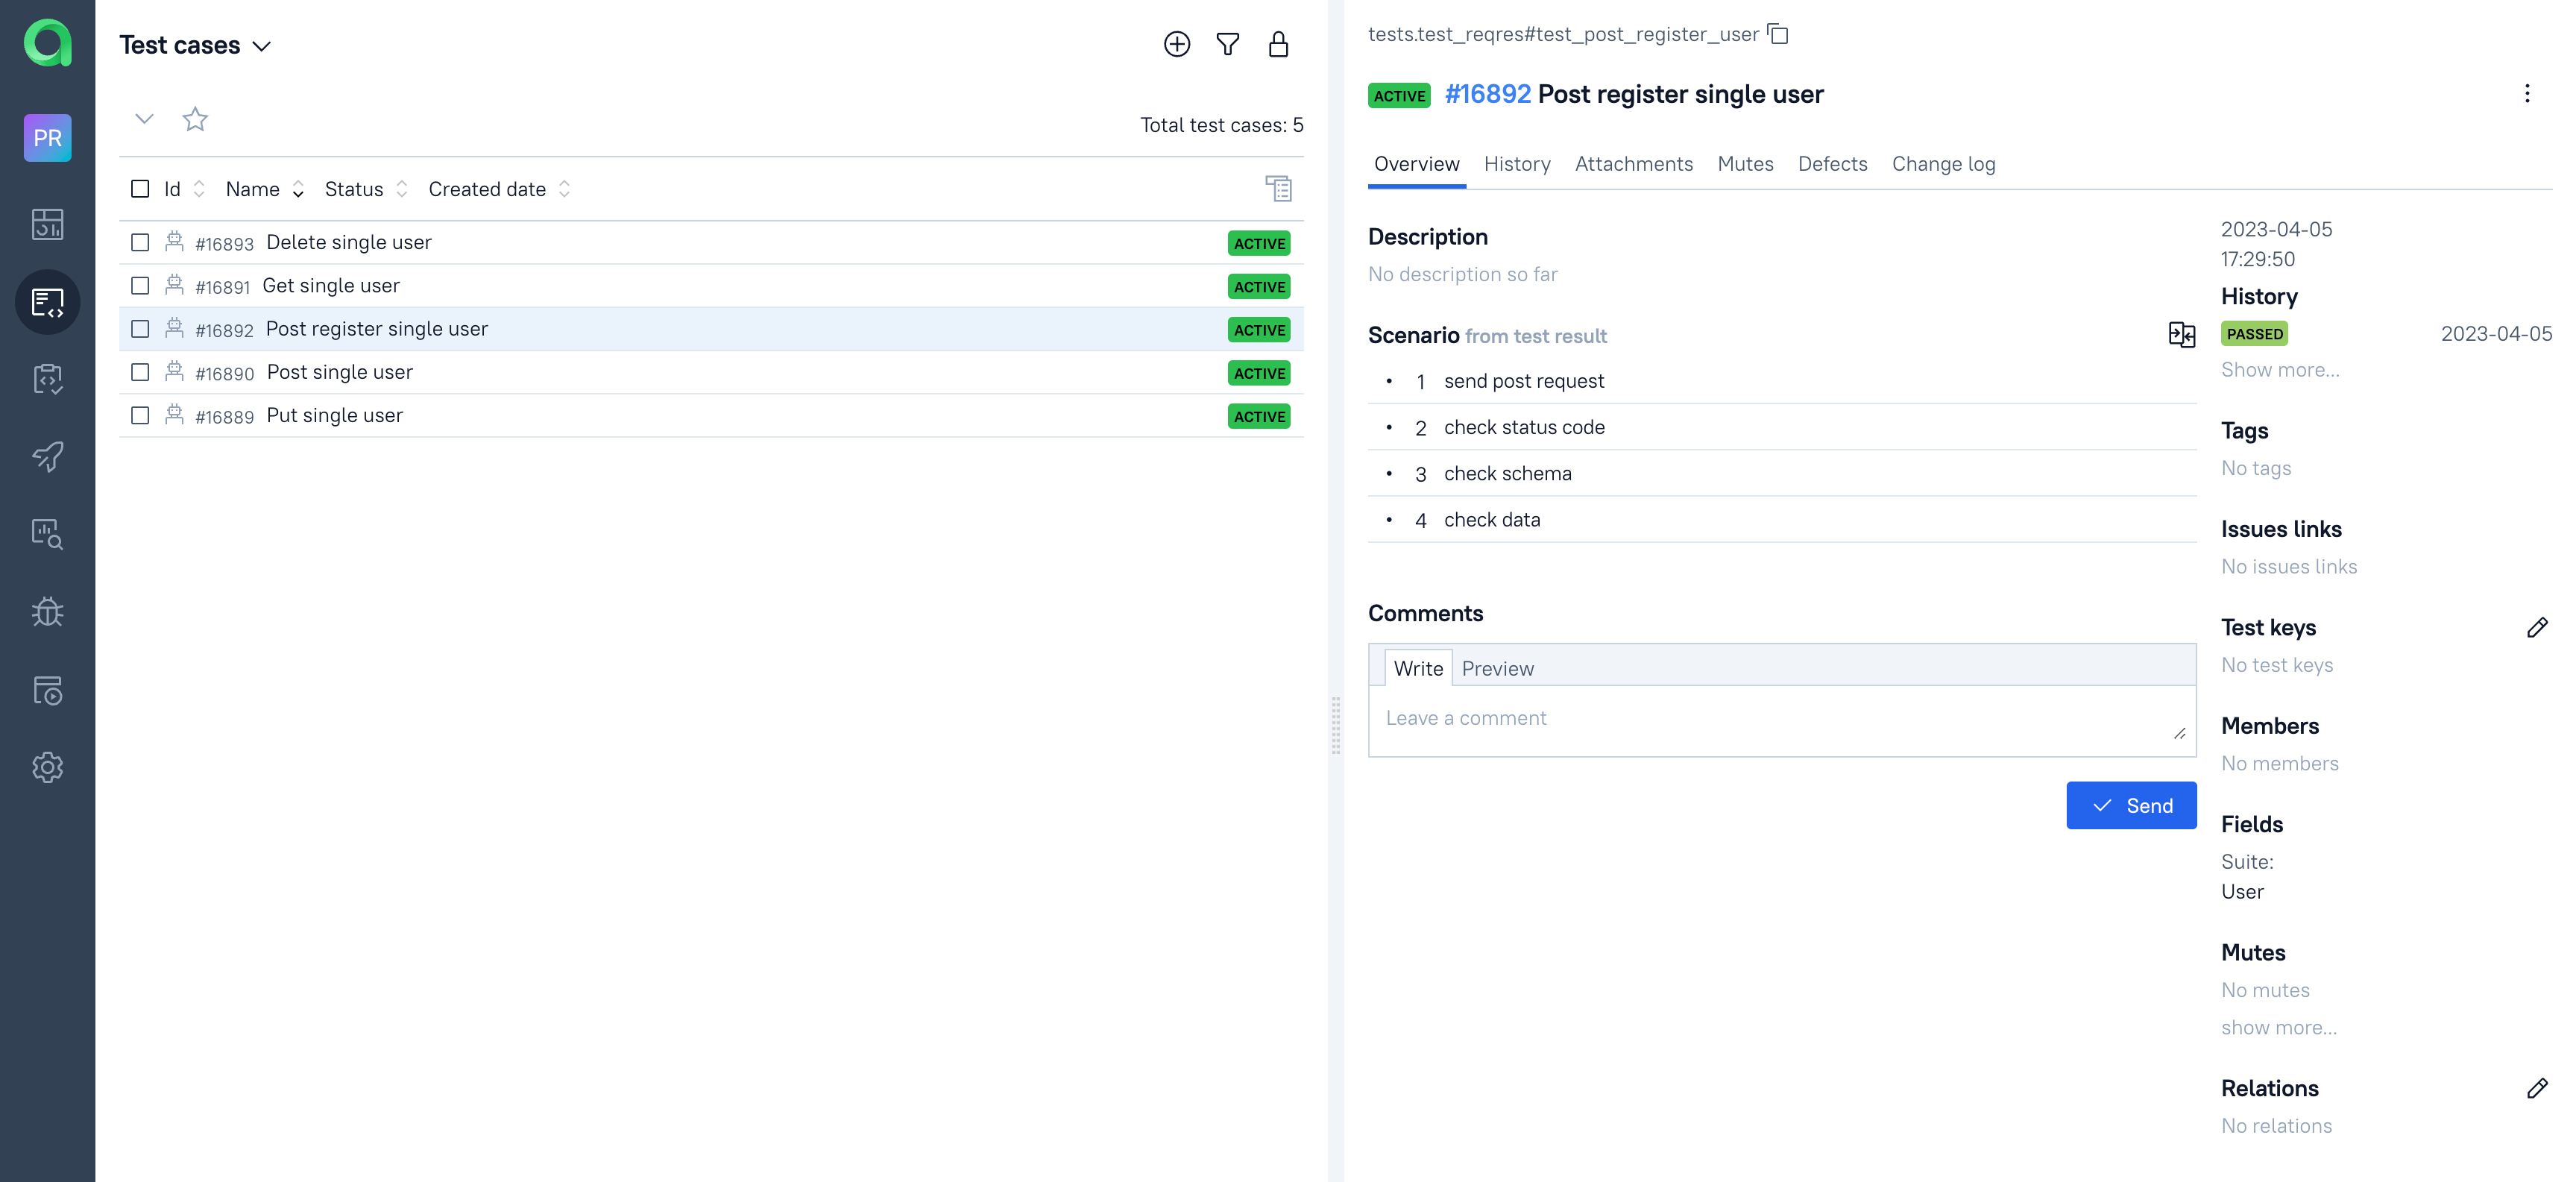 Test cases
Total test cases: 5
PR
Id Name Status Created date
#16893 Delete single user ACTIVE
#16891 Get single user ACTIVE
#16892 Post register single user ACTIVE
#16890 Post single user ACTIVE
#16889 Put single user ACTIVE
tests.test_reqres#test_post_register_user
ACTIVE #16892 Post register single user
Overview History Attachments Mutes Defects Change log
Description
No description so far
Scenario from test result
• 1 send post request
• 2 check status code
• 3 check schema
• 4 check data
Comments
Write Preview
Leave a comment
Send
2023-04-05
17:29:50
History
PASSED 2023-04-05
Show more...
Tags
No tags
Issues links
No issues links
Test keys
No test keys
Members
No members
Fields
Suite:
User
Mutes
No mutes
show more...
Relations
No relations